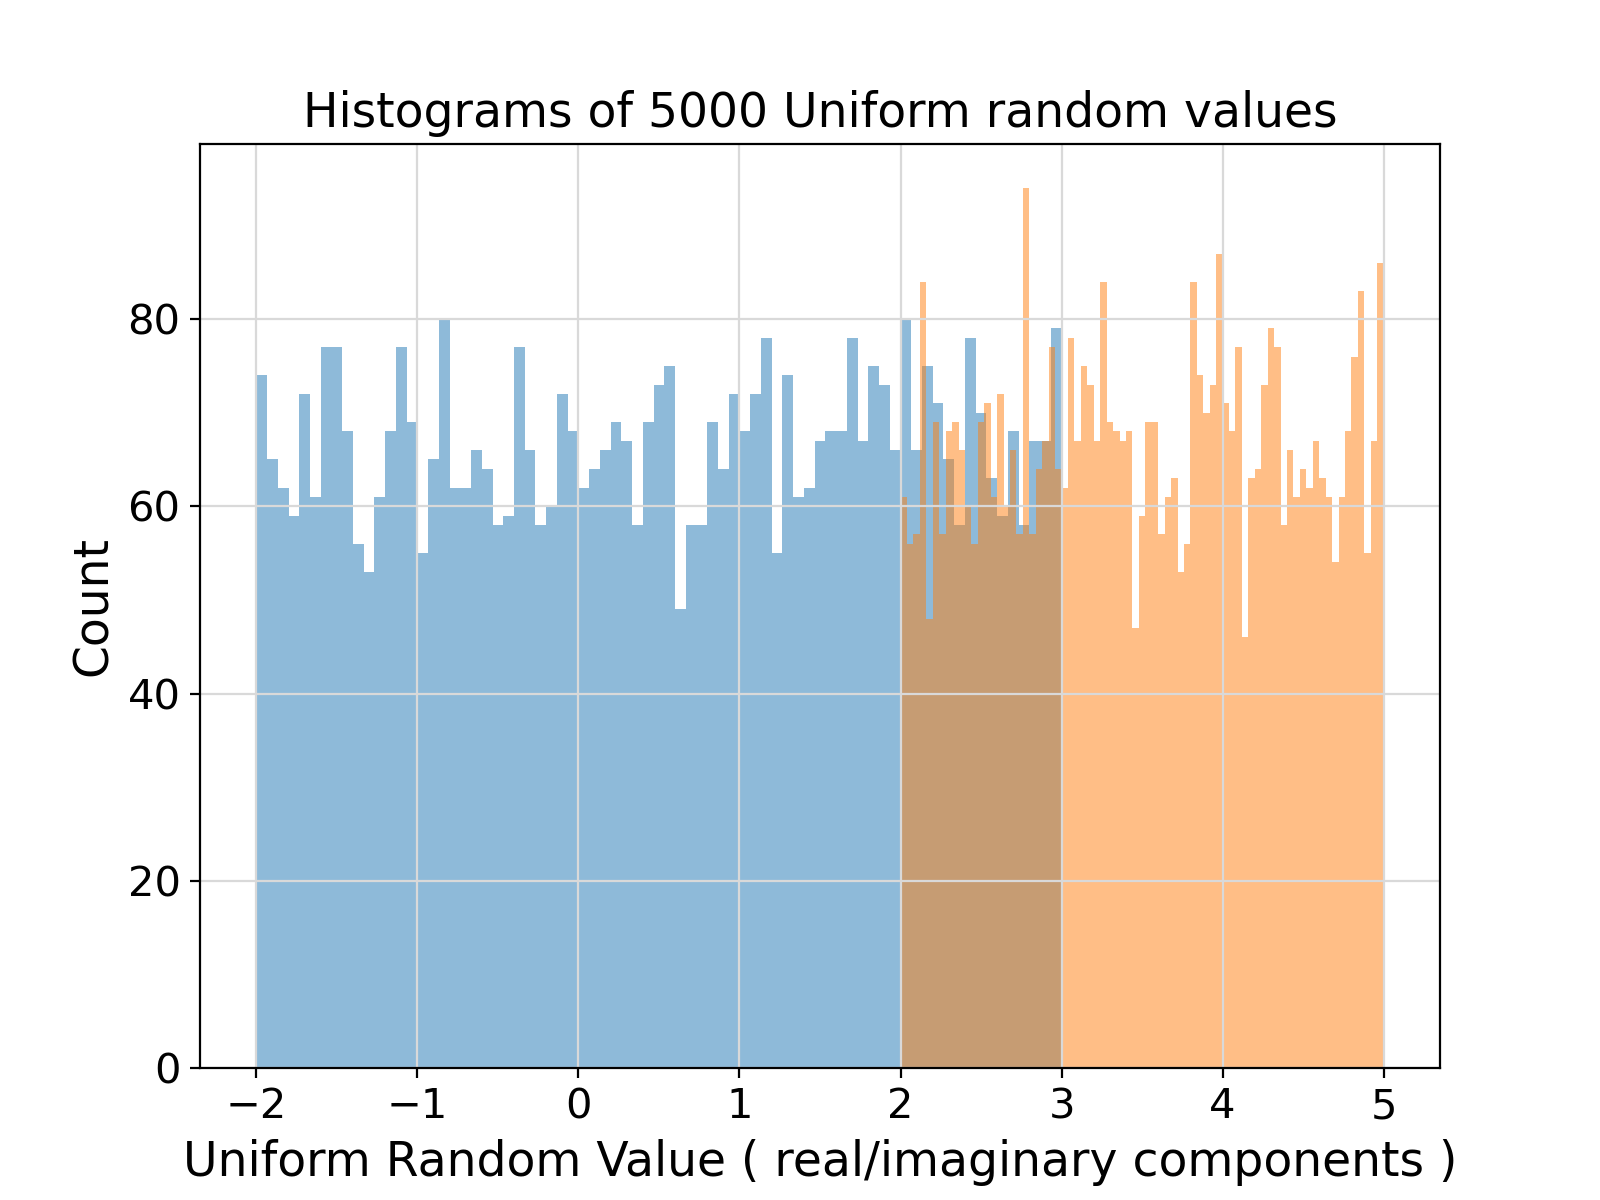 Histograms of 5000 Uniform random values
80
60
40
20
0
Count
−2 −1 0 1 2 3 4 5
Uniform Random Value ( real/imaginary components )